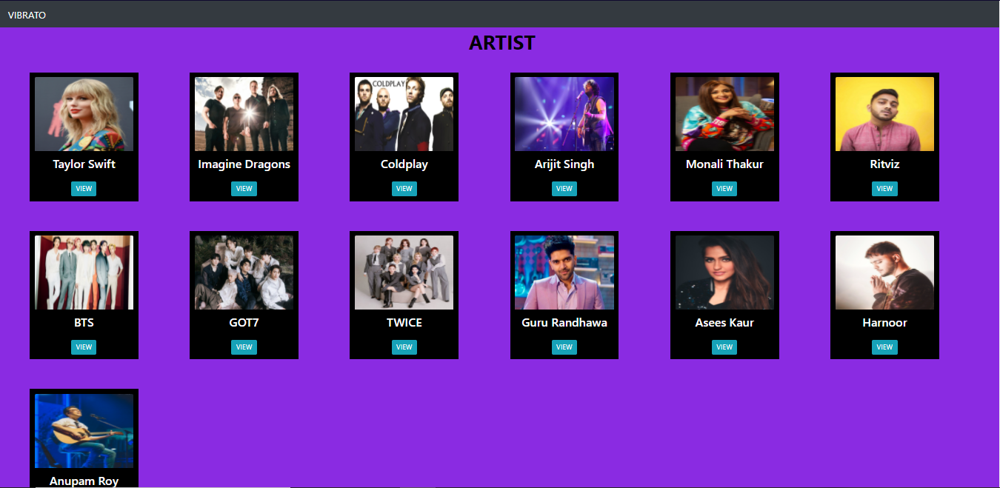 VIBRATO
ARTIST
COLDPLAY
Taylor Swift
Imagine Dragons
Coldplay
Arijit Singh
Monali Thakur
Ritviz
VIEW
VIEW
VIEW
VIEW
VIEW
VIEW
BTS
GOT7
TWICE
Guru Randhawa
Asees Kaur
Harnoor
VIEW
VIEW
VIEW
VIEW
VIEW
VIEW
Anupam Roy